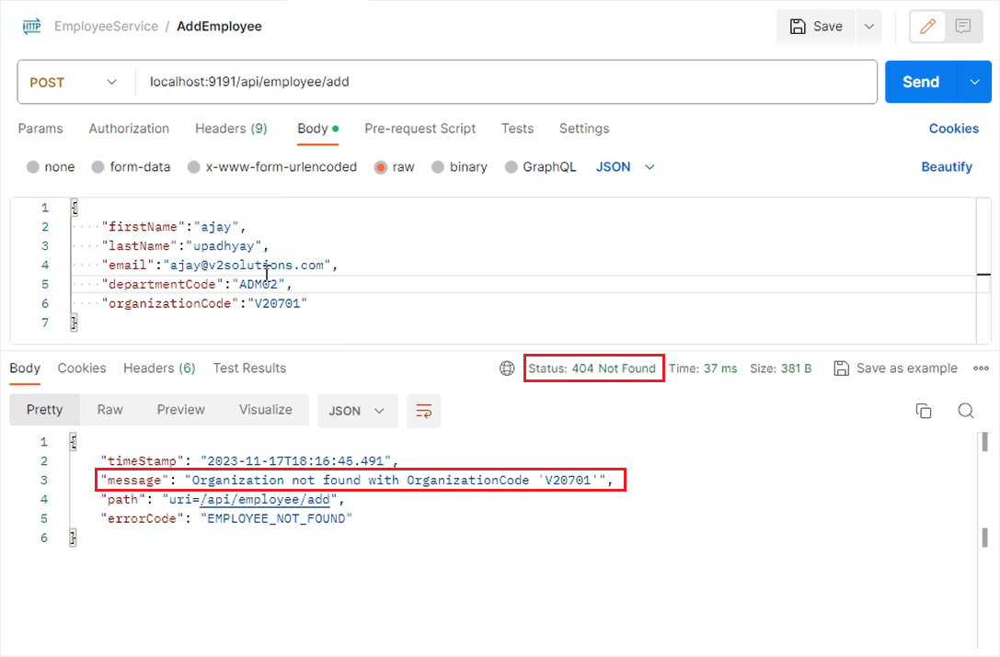 HTTP EmployeeService / AddEmployee Save
POST localhost:9191/api/employee/add Send
Params Authorization Headers (9) Body Pre-request Script Tests Settings Cookies
none form-data x-www-form-urlencoded raw binary GraphQL JSON Beautify
1 {
2 ····"firstName":"ajay",
3 ····"lastName":"upadhyay",
4 ····"email":"ajay@v2solutions.com",
5 ····"departmentCode":"ADM02",
6 ····"organizationCode":"V20701"
7 }
Body Cookies Headers (6) Test Results Status: 404 Not Found Time: 37 ms Size: 381 B Save as example
Pretty Raw Preview Visualize JSON
1 {
2 "timeStamp": "2023-11-17T18:16:45.491",
3 "message": "Organization not found with OrganizationCode 'V20701'",
4 "path": "uri=/api/employee/add",
5 "errorCode": "EMPLOYEE_NOT_FOUND"
6 }